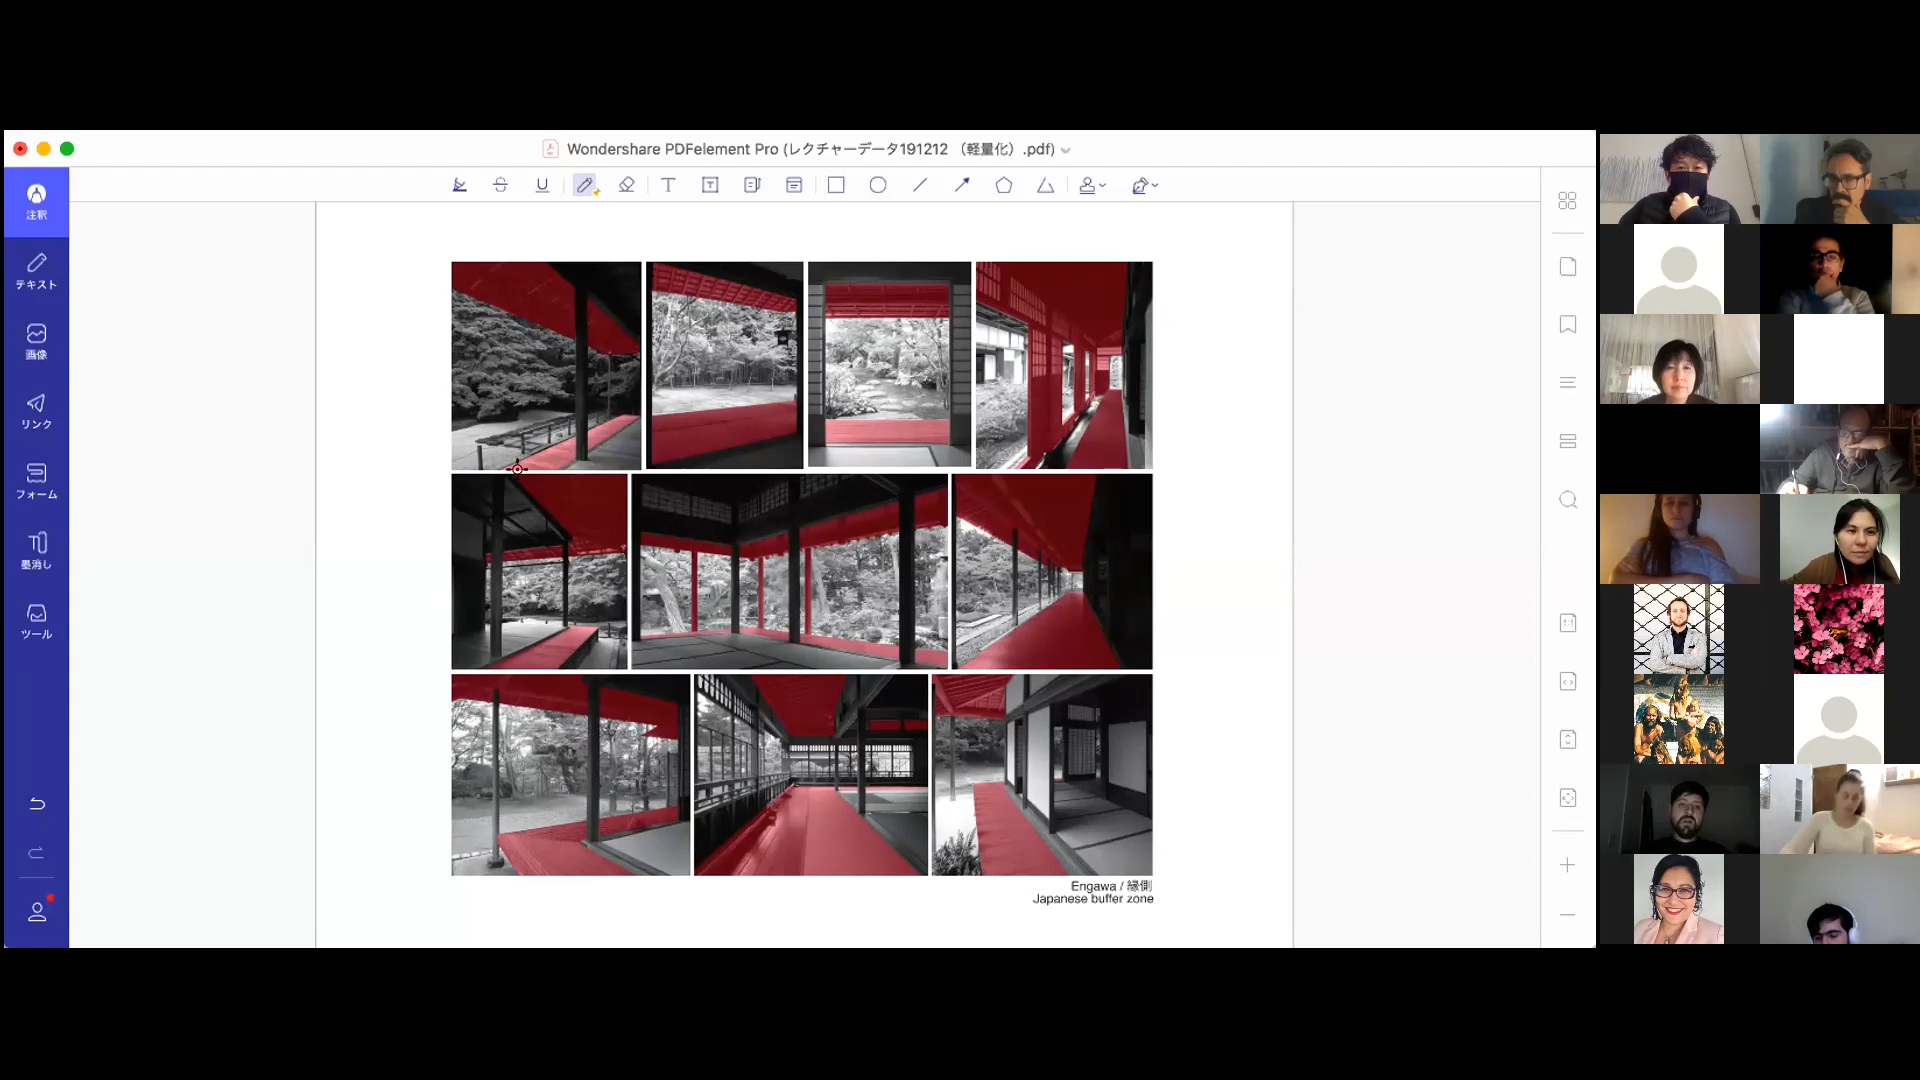 Wondershare PDFelement Pro (レクチャーデータ191212 （軽量化）.pdf)
注釈
テキスト
画像
リンク
フォーム
墨消し
ツール
Engawa / 縁側
Japanese buffer zone